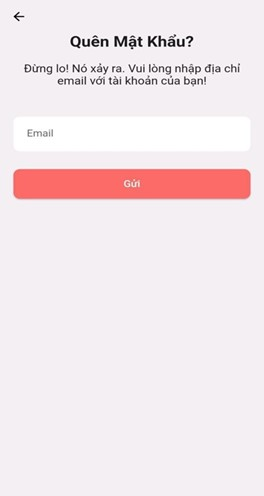 Quên Mật Khẩu?
Đừng lo! Nó xảy ra. Vui lòng nhập địa chỉ
email với tài khoản của bạn!
Email
Gửi